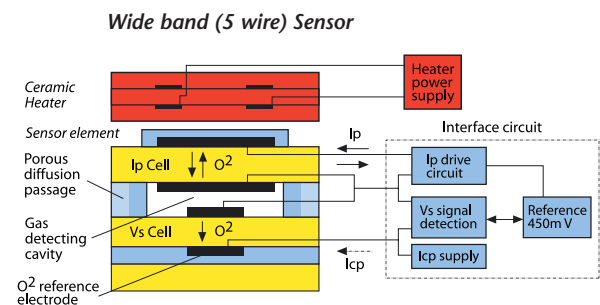 Wide band (5 wire) Sensor
Ceramic
Heater
Heater
power
supply
Sensor element
Ip
Interface circuit
Porous
diffusion
passage
Ip Cell
O²
Ip drive
circuit
Gas
detecting
cavity
Vs Cell
O²
Vs signal
detection
Reference
450m V
Icp
Icp supply
O² reference
electrode